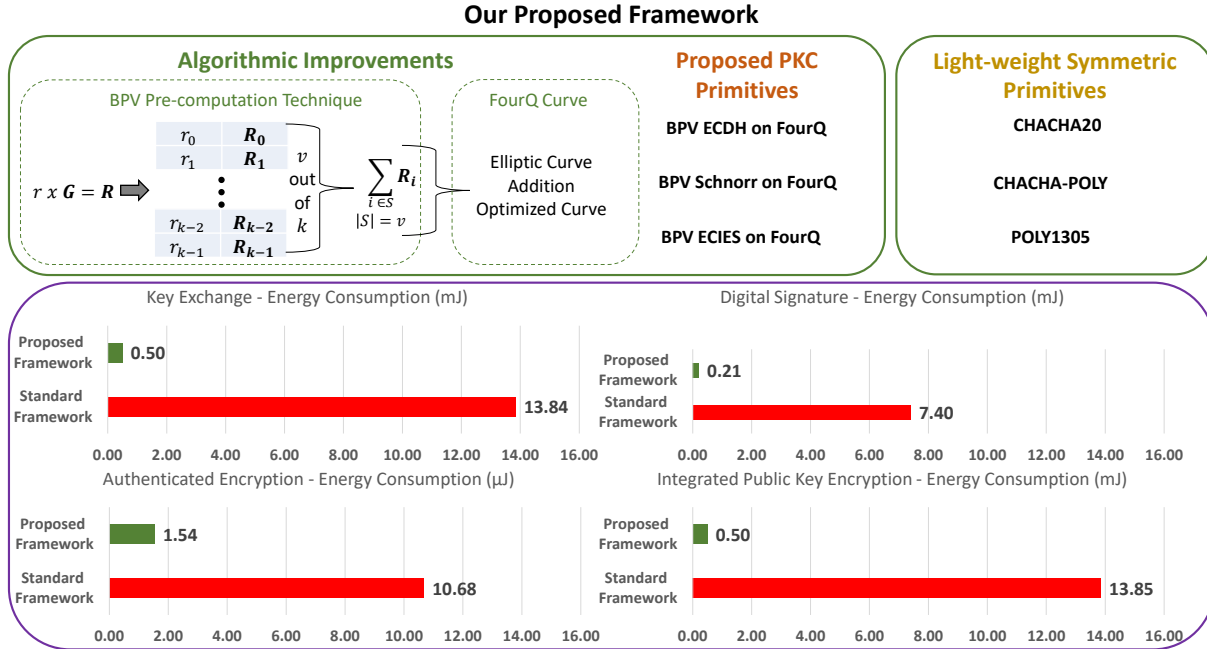 Our Proposed Framework
Algorithmic Improvements
BPV Pre-computation Technique
r x G = R
r₀ R₀
r₁ R₁
rₖ₋₂ Rₖ₋₂
rₖ₋₁ Rₖ₋₁
v
out
of
k
∑ Rᵢ
i ∈S
|S| = v
FourQ Curve
Elliptic Curve
Addition
Optimized Curve
Proposed PKC
Primitives
BPV ECDH on FourQ
BPV Schnorr on FourQ
BPV ECIES on FourQ
Light-weight Symmetric
Primitives
CHACHA20
CHACHA-POLY
POLY1305
Key Exchange - Energy Consumption (mJ)
Proposed
Framework
0.50
Standard
Framework
13.84
0.00 2.00 4.00 6.00 8.00 10.00 12.00 14.00 16.00
Digital Signature - Energy Consumption (mJ)
Proposed
Framework
0.21
Standard
Framework
7.40
0.00 2.00 4.00 6.00 8.00 10.00 12.00 14.00 16.00
Authenticated Encryption - Energy Consumption (µJ)
Proposed
Framework
1.54
Standard
Framework
10.68
0.00 2.00 4.00 6.00 8.00 10.00 12.00 14.00 16.00
Integrated Public Key Encryption - Energy Consumption (mJ)
Proposed
Framework
0.50
Standard
Framework
13.85
0.00 2.00 4.00 6.00 8.00 10.00 12.00 14.00 16.00